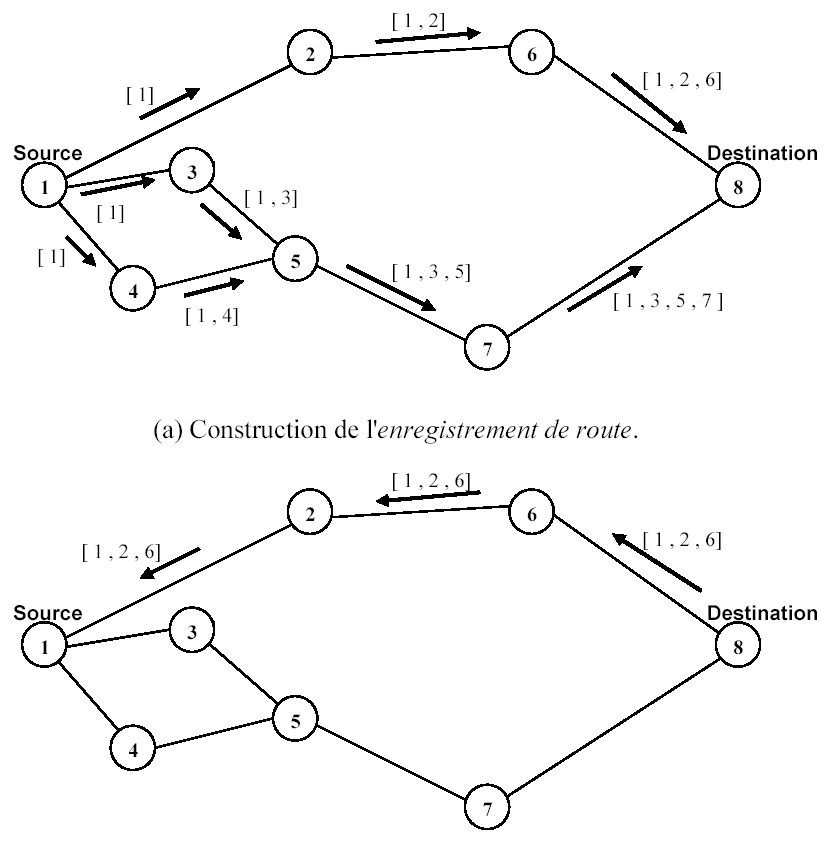 [ 1 , 2 ]
2
6
[ 1 , 2 , 6 ]
[ 1 ]
Source
Destination
1
3
8
[ 1 ]
[ 1 , 3 ]
[ 1 ]
5
4
[ 1 , 3 , 5 ]
[ 1 , 4 ]
[ 1 , 3 , 5 , 7 ]
7
(a) Construction de l'enregistrement de route.
[ 1 , 2 , 6 ]
2
6
[ 1 , 2 , 6 ]
[ 1 , 2 , 6 ]
Source
Destination
1
3
8
5
4
7